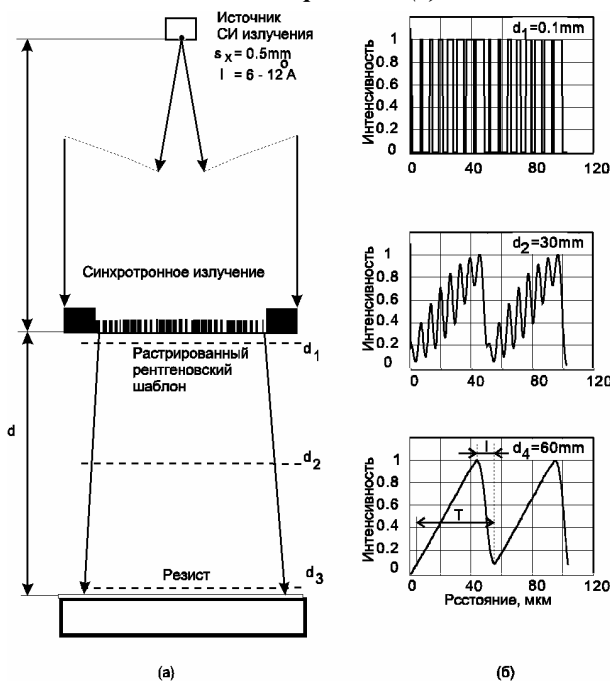 Источник
СИ излучения
s x = 0.5mm
l = 6 - 12 Å
Синхротронное излучение
Растрированный
рентгеновский
шаблон
d
d1
d2
d3
Резист
(а)
Интенсивность
d1=0.1mm
1
0.8
0.6
0.4
0.2
0
0 40 80 120
Интенсивность
d2=30mm
1
0.8
0.6
0.4
0.2
0
0 40 80 120
Интенсивность
l
d4=60mm
T
1
0.8
0.6
0.4
0.2
0
0 40 80 120
Рсстояние, мкм
(б)